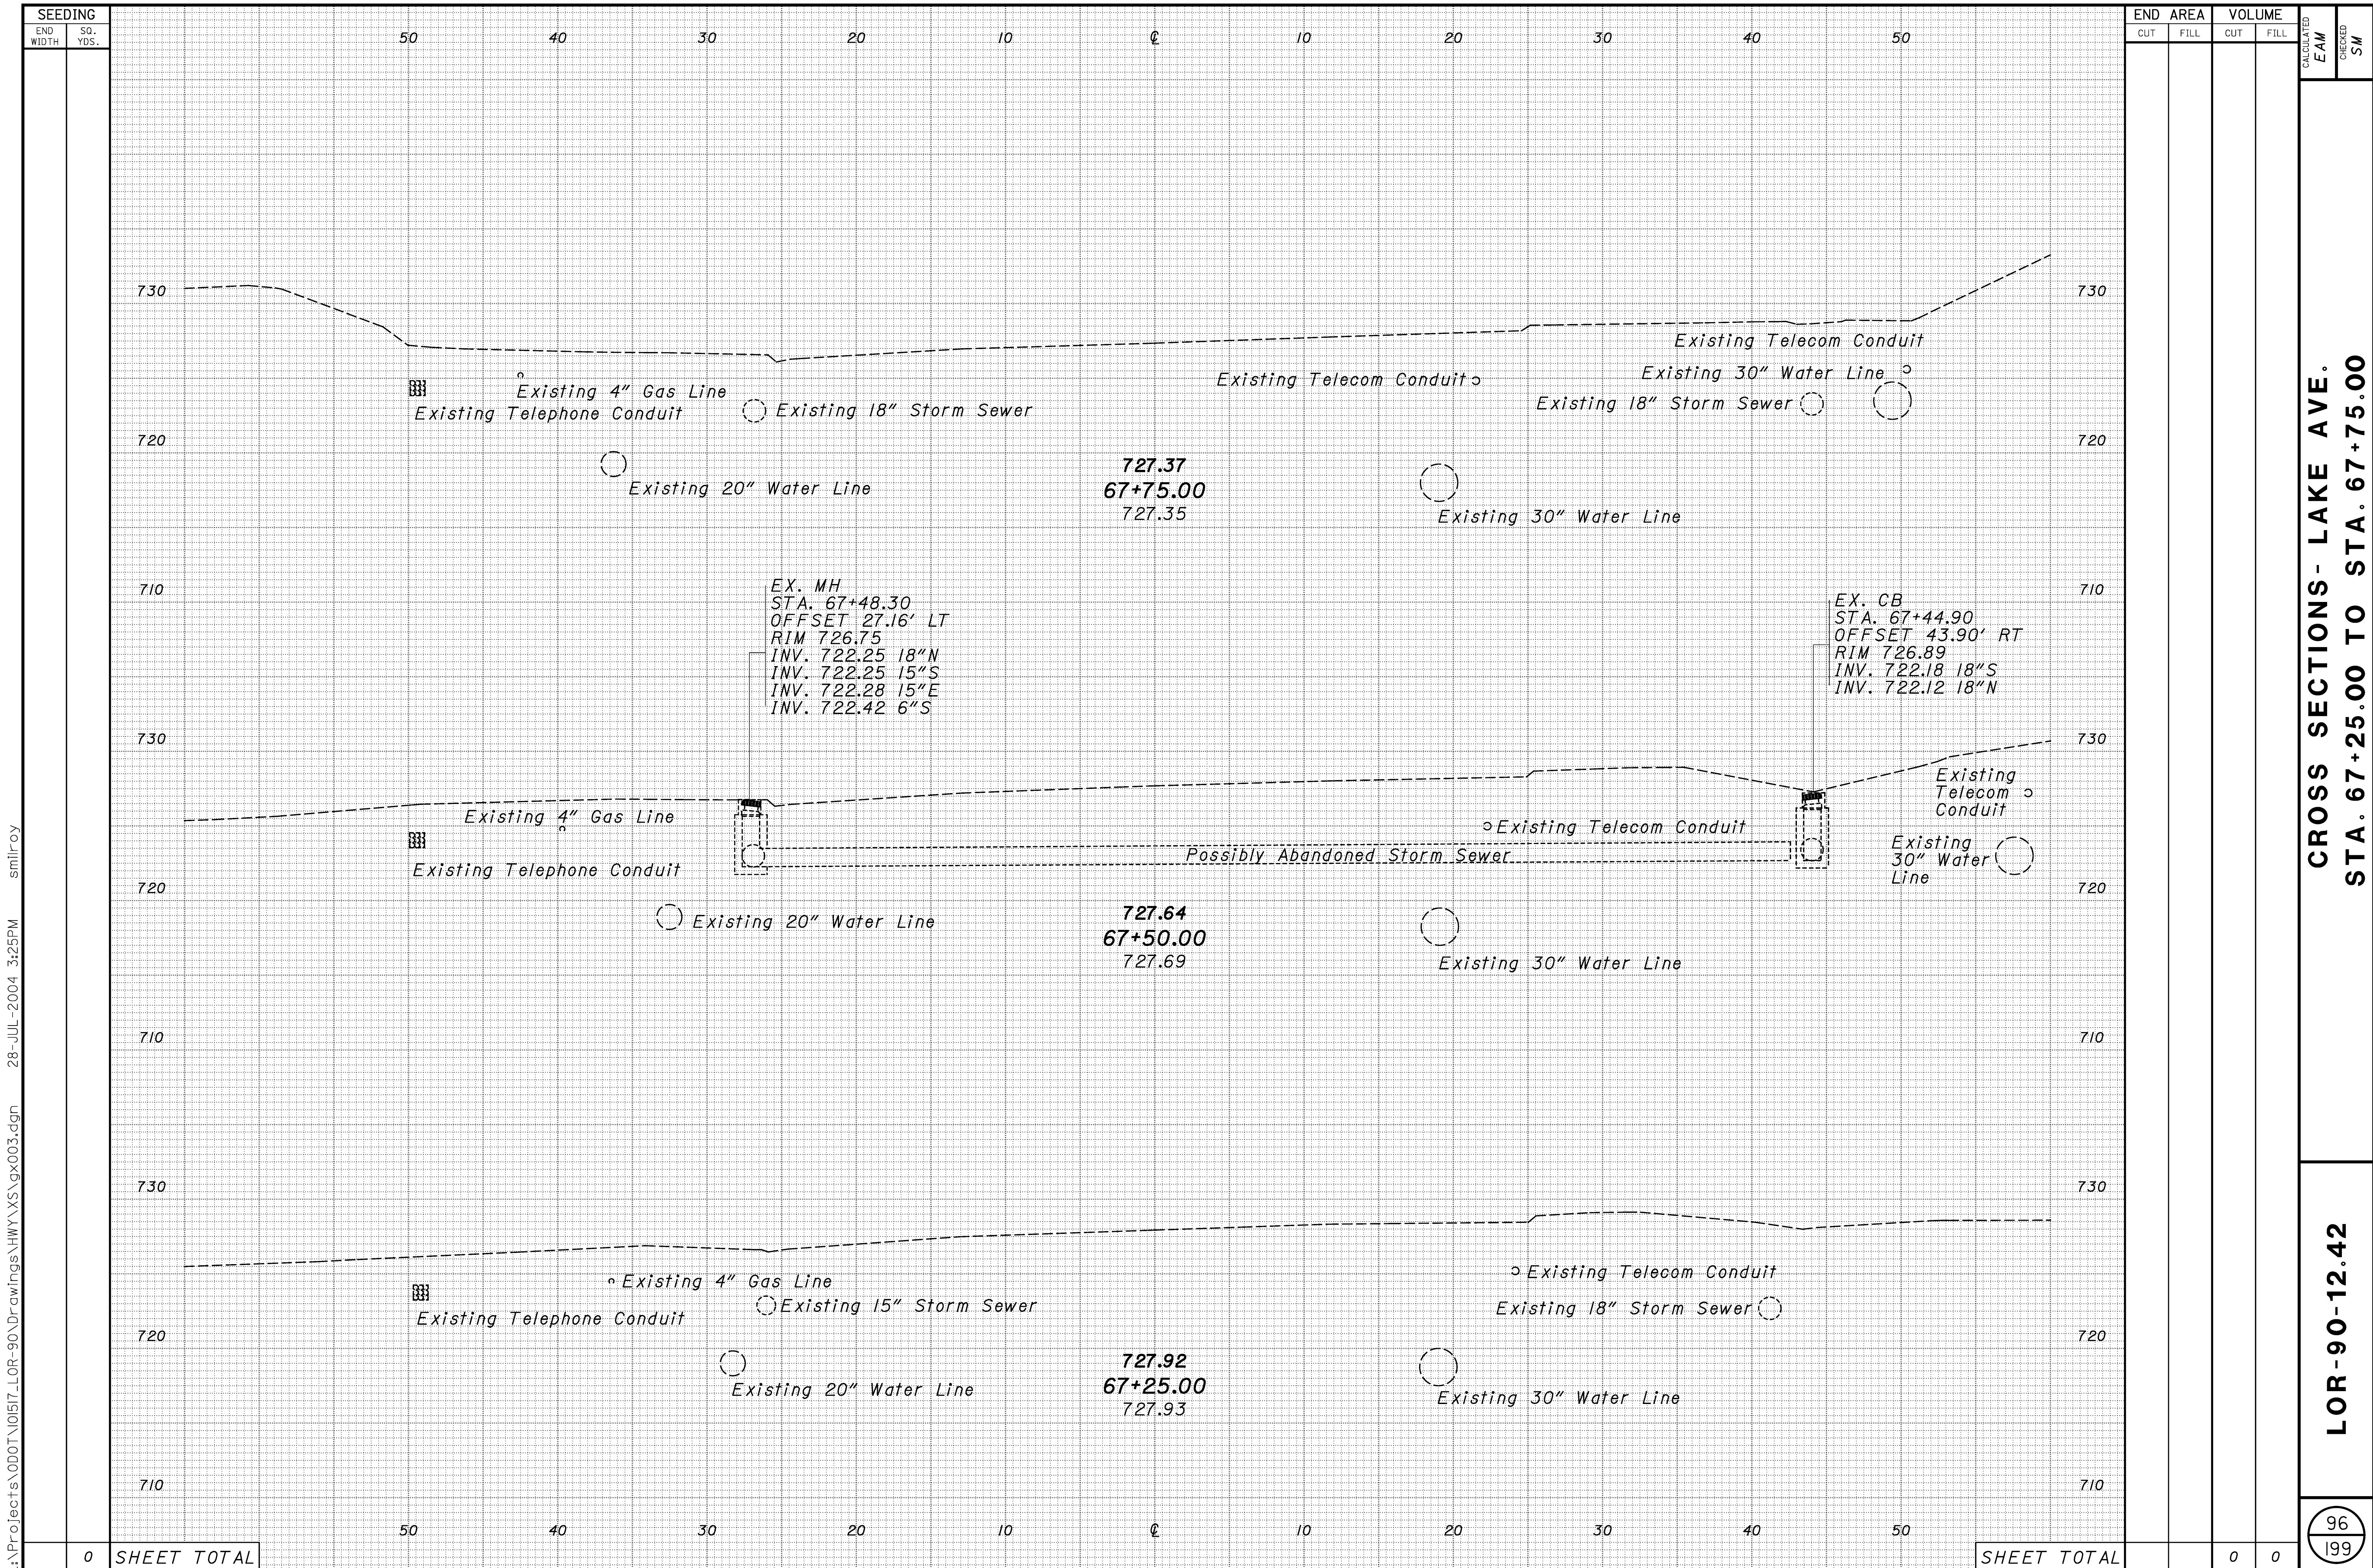 SEEDING
END WIDTH
SQ. YDS.
50 40 30 20 10 ℄ 10 20 30 40 50
END AREA
VOLUME
CUT FILL CUT FILL
CALCULATED
EAM
CHECKED
SM
730 730
Existing Telecom Conduit
Existing 30" Water Line
Existing Telecom Conduit
Existing 4" Gas Line
Existing Telephone Conduit
Existing 18" Storm Sewer
Existing 18" Storm Sewer
720 720
727.37
67+75.00
727.35
Existing 20" Water Line
Existing 30" Water Line
710 710
EX. MH
STA. 67+48.30
OFFSET 27.16' LT
RIM 726.75
INV. 722.25 18"N
INV. 722.25 15"S
INV. 722.28 15"E
INV. 722.42 6"S
EX. CB
STA. 67+44.90
OFFSET 43.90' RT
RIM 726.89
INV. 722.18 18"S
INV. 722.12 18"N
730 730
Existing
Telecom
Conduit
Existing 4" Gas Line
Existing Telecom Conduit
Possibly Abandoned Storm Sewer
Existing
30" Water
Line
Existing Telephone Conduit
720 720
Existing 20" Water Line
727.64
67+50.00
727.69
Existing 30" Water Line
710 710
730 730
Existing 4" Gas Line
Existing Telecom Conduit
Existing 15" Storm Sewer
Existing 18" Storm Sewer
Existing Telephone Conduit
720 720
727.92
67+25.00
727.93
Existing 20" Water Line
Existing 30" Water Line
710 710
50 40 30 20 10 ℄ 10 20 30 40 50
0 SHEET TOTAL
SHEET TOTAL 0 0
CROSS SECTIONS- LAKE AVE.
STA. 67+25.00 TO STA. 67+75.00
LOR-90-12.42
96
199
:\Projects\ODOT\101517_LOR-90\Drawings\HWY\XS\gx003.dgn 28-JUL-2004 3:25PM smilroy